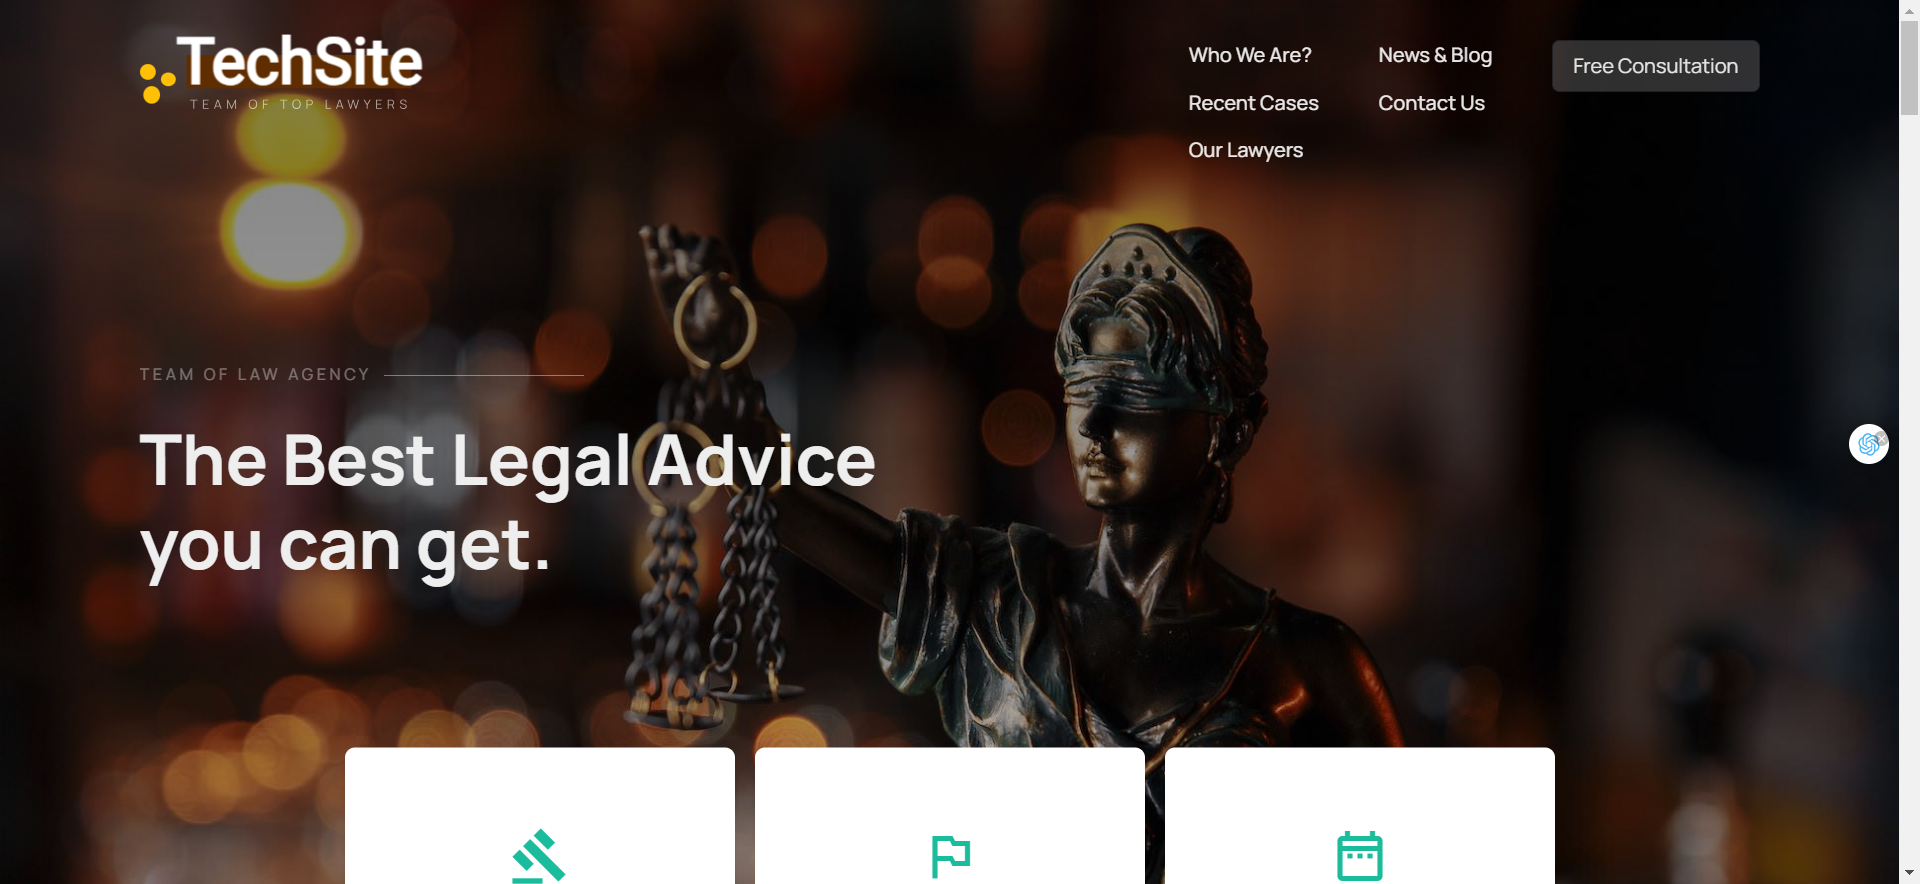 TechSite
TEAM OF TOP LAWYERS
Who We Are?
News & Blog
Free Consultation
Recent Cases
Contact Us
Our Lawyers
TEAM OF LAW AGENCY
The Best Legal Advice
you can get.